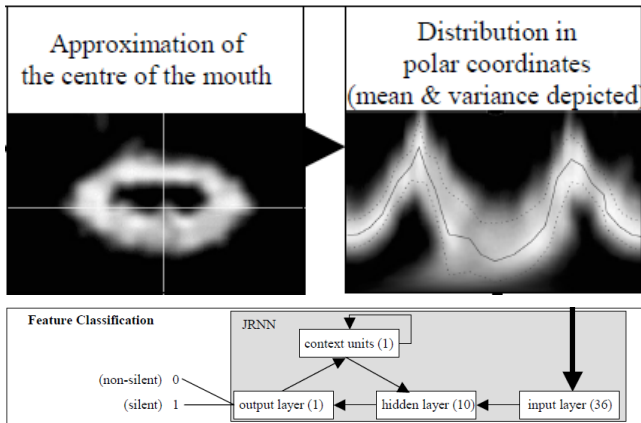 Approximation of
the centre of the mouth
Distribution in
polar coordinates
(mean & variance depicted)
Feature Classification
JRNN
context units (1)
(non-silent) 0
(silent) 1
output layer (1)
hidden layer (10)
input layer (36)